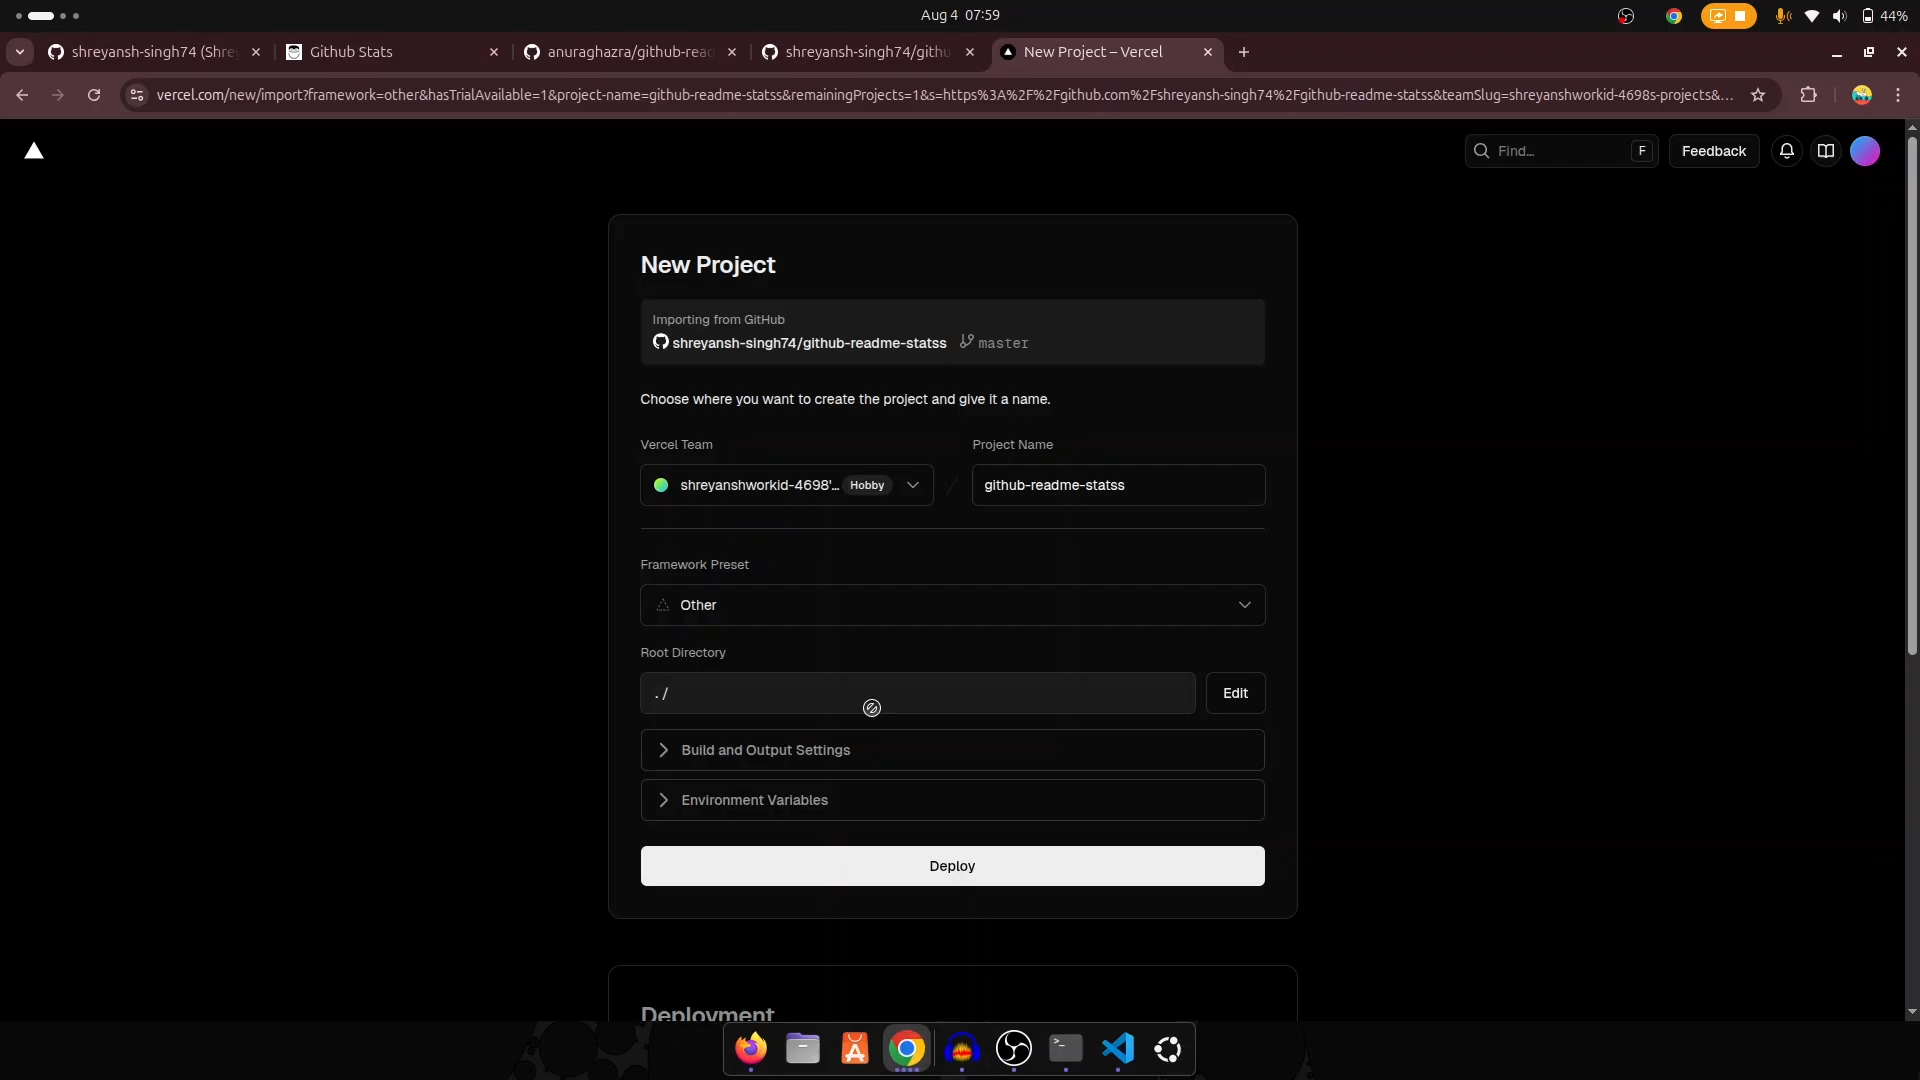 Aug 4 07:59
44%
shreyansh-singh74 (Shre
Github Stats
anuraghazra/github-read
shreyansh-singh74/githu
New Project – Vercel
vercel.com/new/import?framework=other&hasTrialAvailable=1&project-name=github-readme-statss&remainingProjects=1&s=https%3A%2F%2Fgithub.com%2Fshreyansh-singh74%2Fgithub-readme-statss&teamSlug=shreyanshworkid-4698s-projects&...
Find...
F
Feedback
New Project
Importing from GitHub
shreyansh-singh74/github-readme-statss master
Choose where you want to create the project and give it a name.
Vercel Team
Project Name
shreyanshworkid-4698'... Hobby
/
github-readme-statss
Framework Preset
Other
Root Directory
./
Edit
Build and Output Settings
Environment Variables
Deploy
Deployment